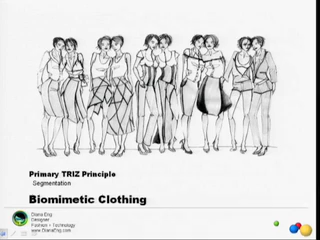 Primary TRIZ Principle
Segmentation
Biomimetic Clothing
Diana Eng
Designer
Fashion + Technology
www.DianaEng.com